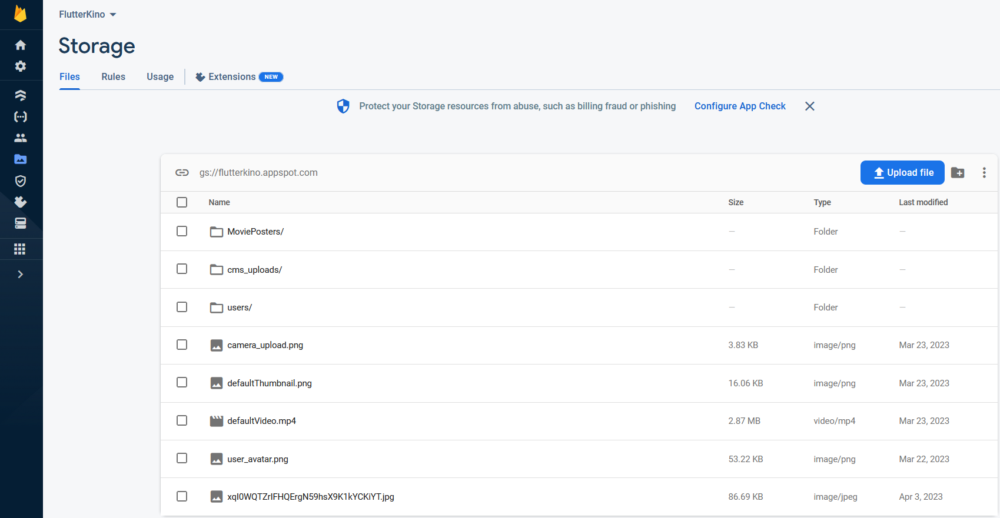 FlutterKino
Storage
Files Rules Usage Extensions NEW
Protect your Storage resources from abuse, such as billing fraud or phishing Configure App Check
gs://flutterkino.appspot.com Upload file
Name Size Type Last modified
MoviePosters/ — Folder —
cms_uploads/ — Folder —
users/ — Folder —
camera_upload.png 3.83 KB image/png Mar 23, 2023
defaultThumbnail.png 16.06 KB image/png Mar 23, 2023
defaultVideo.mp4 2.87 MB video/mp4 Mar 23, 2023
user_avatar.png 53.22 KB image/png Mar 22, 2023
xqI0WQTZrIFHQErgN59hsX9K1kYCKiYT.jpg 86.69 KB image/jpeg Apr 3, 2023